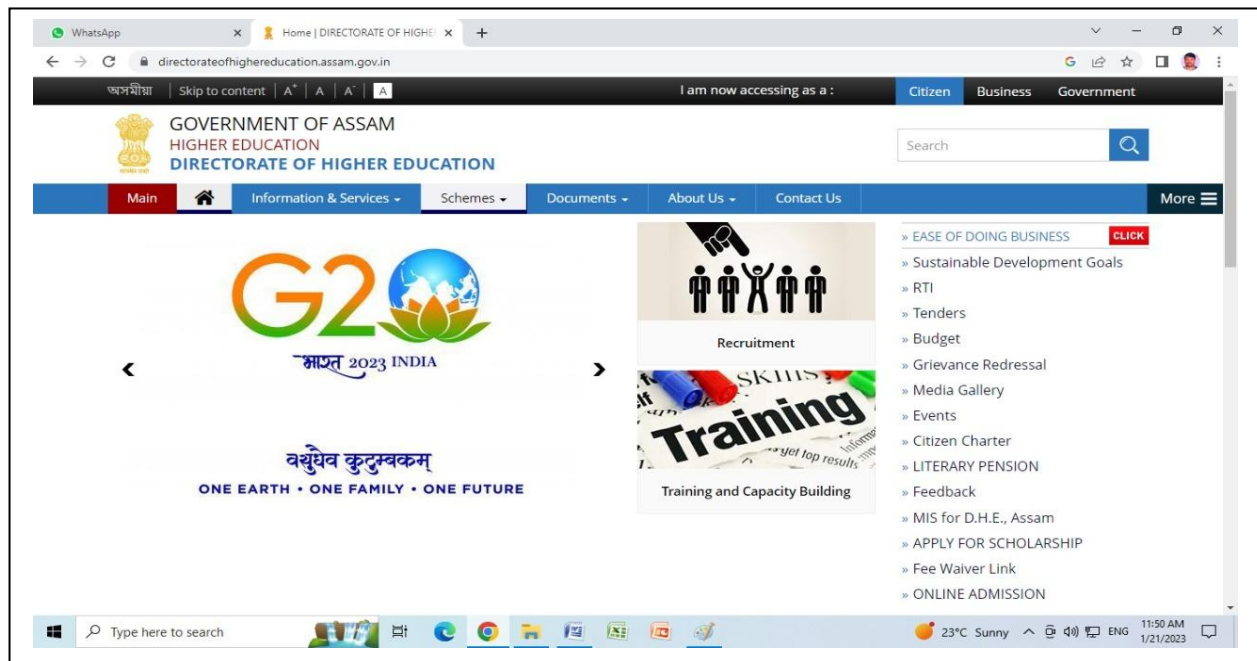 WhatsApp
Home | DIRECTORATE OF HIGHE
directorateofhighereducation.assam.gov.in
অসমীয়া | Skip to content | A+ | A | A- | A
I am now accessing as a :
Citizen Business Government
GOVERNMENT OF ASSAM
HIGHER EDUCATION
DIRECTORATE OF HIGHER EDUCATION
Search
Main Information & Services Schemes Documents About Us Contact Us More
G20
भारत 2023 INDIA
वसुधैव कुटुम्बकम्
ONE EARTH • ONE FAMILY • ONE FUTURE
Recruitment
SKILLS
Training
yet top results
Training and Capacity Building
» EASE OF DOING BUSINESS CLICK
» Sustainable Development Goals
» RTI
» Tenders
» Budget
» Grievance Redressal
» Media Gallery
» Events
» Citizen Charter
» LITERARY PENSION
» Feedback
» MIS for D.H.E., Assam
» APPLY FOR SCHOLARSHIP
» Fee Waiver Link
» ONLINE ADMISSION
Type here to search
23°C Sunny ENG 11:50 AM
1/21/2023